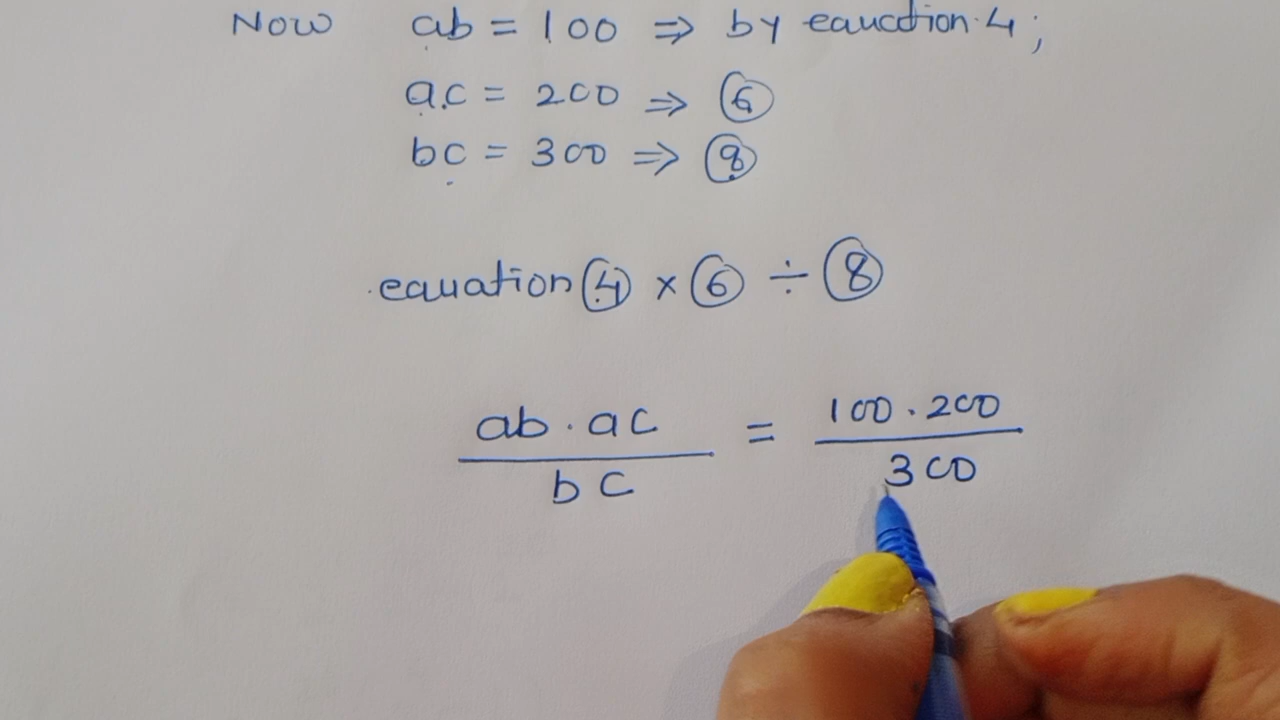 Now ab = 100 ⇒ by eauation 4;
a.c = 200 ⇒ ⑥
bc = 300 ⇒ ⑧
eauation ④ × ⑥ ÷ ⑧
ab · ac / bc = 100 · 200 / 300